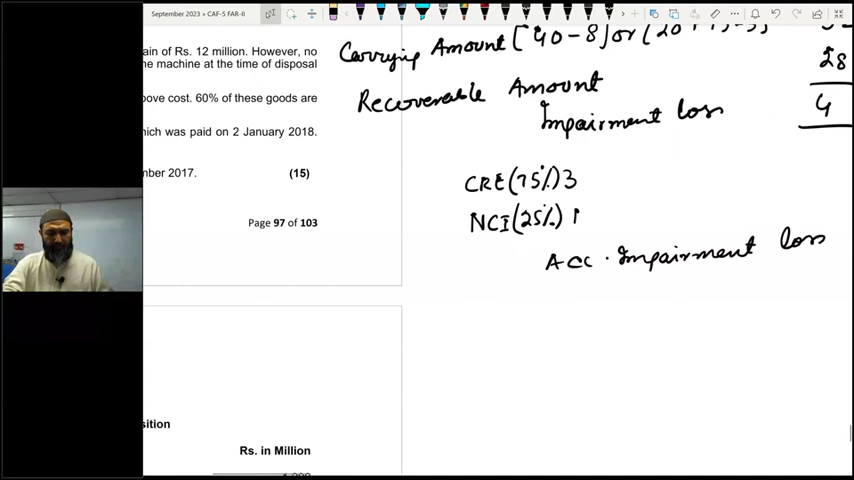 September 2023 » CAF-5 FAR-II
ain of Rs. 12 million. However, no
he machine at the time of disposal
bove cost. 60% of these goods are
hich was paid on 2 January 2018.
mber 2017. (15)
Page 97 of 103
sition
Rs. in Million
Carrying Amount [40-8] or (20+
Recoverable Amount 28
Impairment loss 4
CRE(75%) 3
NCI(25%) 1
Acc. Impairment loss